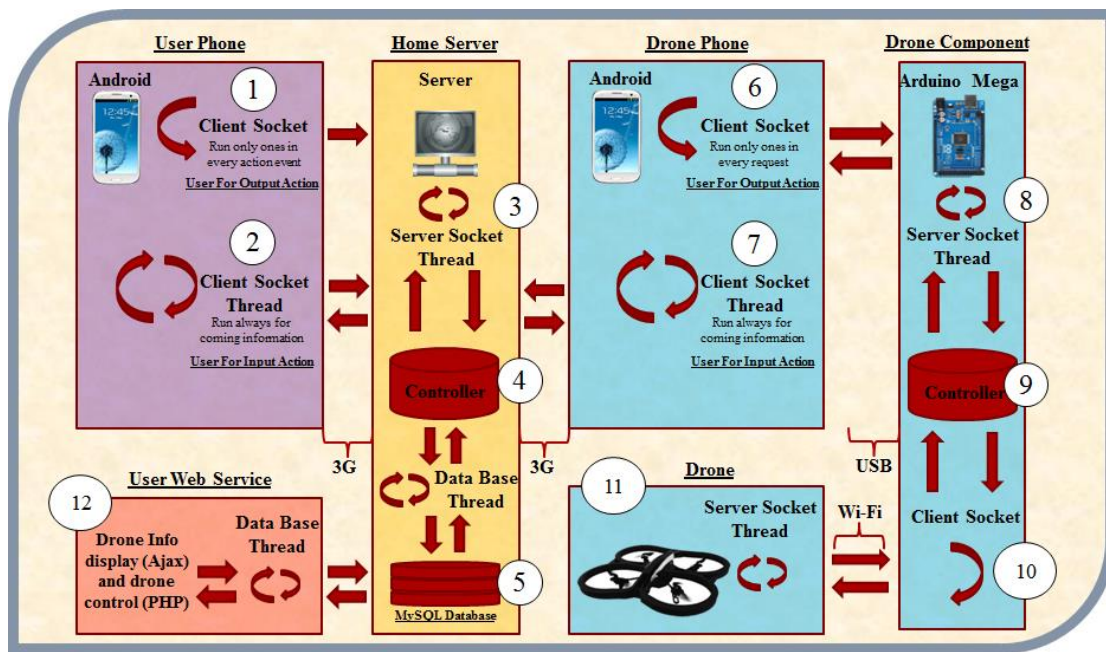 User Phone
Android
12:45
1
Client Socket
Run only ones in
every action event
User For Output Action
2
Client Socket
Thread
Run always for
coming information
User For Input Action
Home Server
Server
3
Server Socket
Thread
4
Controller
Data Base
Thread
5
MySQL Database
3G
3G
Drone Phone
Android
12:45
6
Client Socket
Run only ones in
every request
User For Output Action
7
Client Socket
Thread
Run always for
coming information
User For Input Action
Drone Component
Arduino Mega
8
Server Socket
Thread
9
Controller
USB
Client Socket
10
Wi-Fi
Drone
11
Server Socket
Thread
User Web Service
12
Drone Info
display (Ajax)
and drone
control (PHP)
Data Base
Thread